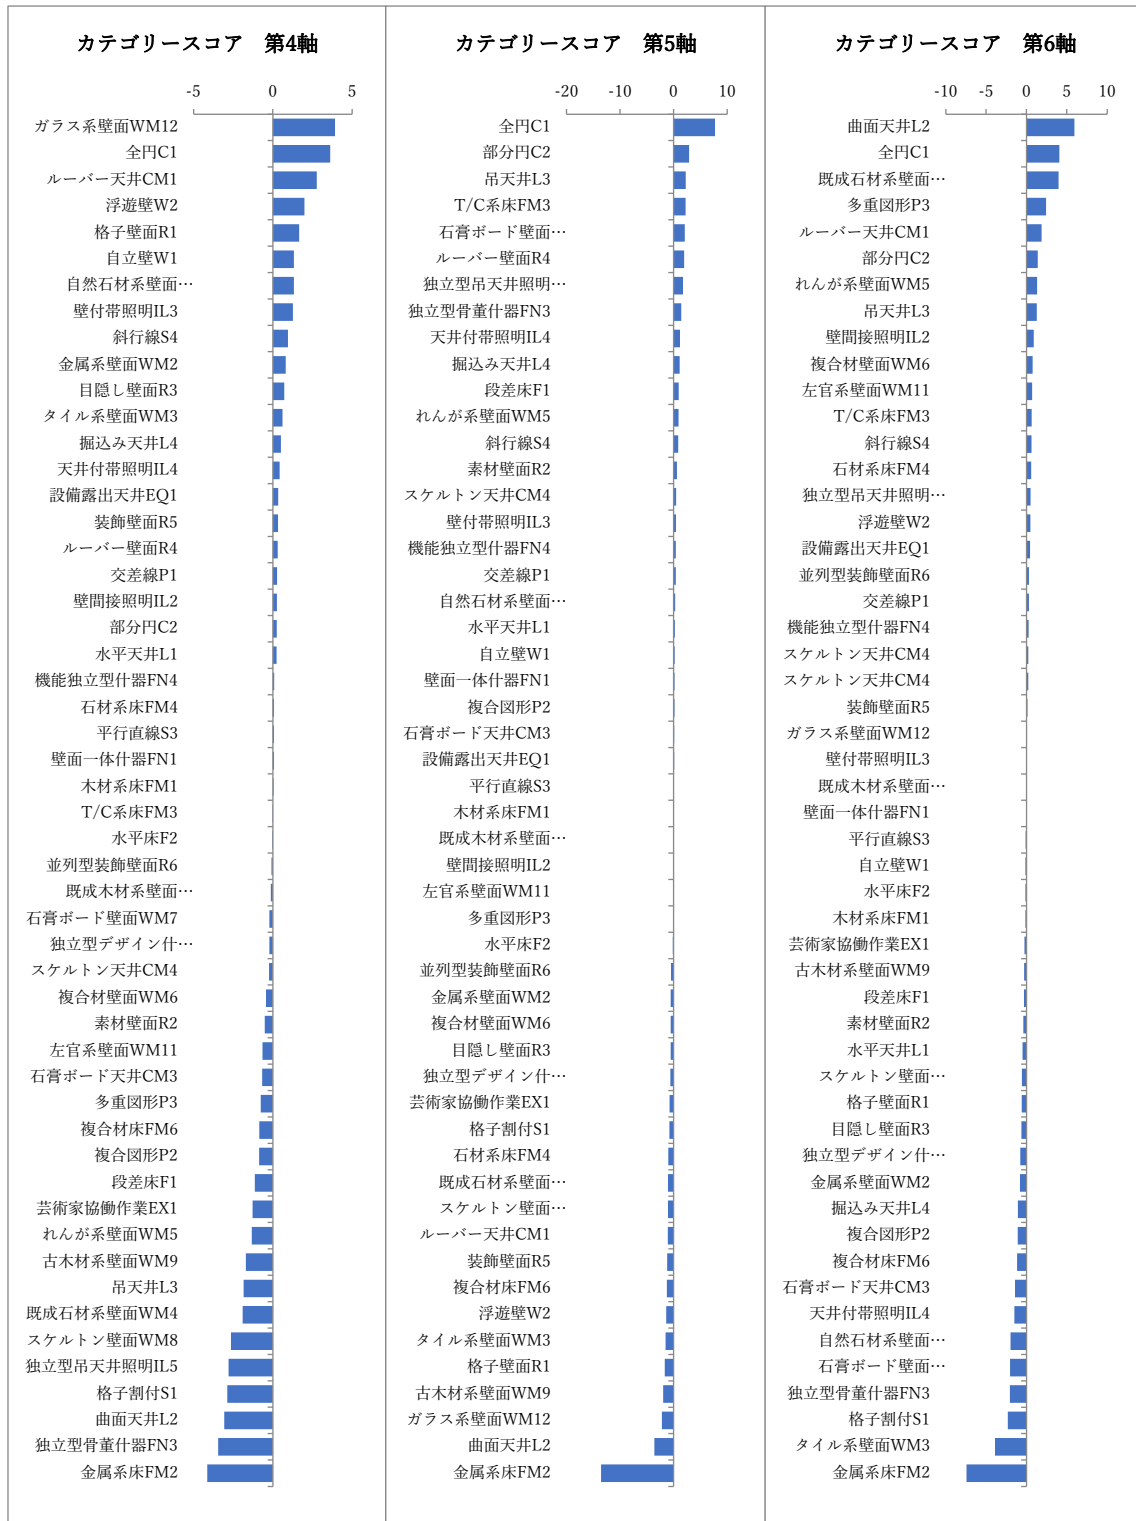 カテゴリースコア 第4軸
-5 0 5
ガラス系壁面WM12
全円C1
ルーバー天井CM1
浮遊壁W2
格子壁面R1
自立壁W1
自然石材系壁面…
壁付帯照明IL3
斜行線S4
金属系壁面WM2
目隠し壁面R3
タイル系壁面WM3
掘込み天井L4
天井付帯照明IL4
設備露出天井EQ1
装飾壁面R5
ルーバー壁面R4
交差線P1
壁間接照明IL2
部分円C2
水平天井L1
機能独立型什器FN4
石材系床FM4
平行直線S3
壁面一体什器FN1
木材系床FM1
T/C系床FM3
水平床F2
並列型装飾壁面R6
既成木材系壁面…
石膏ボード壁面WM7
独立型デザイン什…
スケルトン天井CM4
複合材壁面WM6
素材壁面R2
左官系壁面WM11
石膏ボード天井CM3
多重図形P3
複合材床FM6
複合図形P2
段差床F1
芸術家協働作業EX1
れんが系壁面WM5
古木材系壁面WM9
吊天井L3
既成石材系壁面WM4
スケルトン壁面WM8
独立型吊天井照明IL5
格子割付S1
曲面天井L2
独立型骨董什器FN3
金属系床FM2
カテゴリースコア 第5軸
-20 -10 0 10
全円C1
部分円C2
吊天井L3
T/C系床FM3
石膏ボード壁面…
ルーバー壁面R4
独立型吊天井照明…
独立型骨董什器FN3
天井付帯照明IL4
掘込み天井L4
段差床F1
れんが系壁面WM5
斜行線S4
素材壁面R2
スケルトン天井CM4
壁付帯照明IL3
機能独立型什器FN4
交差線P1
自然石材系壁面…
水平天井L1
自立壁W1
壁面一体什器FN1
複合図形P2
石膏ボード天井CM3
設備露出天井EQ1
平行直線S3
木材系床FM1
既成木材系壁面…
壁間接照明IL2
左官系壁面WM11
多重図形P3
水平床F2
並列型装飾壁面R6
金属系壁面WM2
複合材壁面WM6
目隠し壁面R3
独立型デザイン什…
芸術家協働作業EX1
格子割付S1
石材系床FM4
既成石材系壁面…
スケルトン壁面…
ルーバー天井CM1
装飾壁面R5
複合材床FM6
浮遊壁W2
タイル系壁面WM3
格子壁面R1
古木材系壁面WM9
ガラス系壁面WM12
曲面天井L2
金属系床FM2
カテゴリースコア 第6軸
-10 -5 0 5 10
曲面天井L2
全円C1
既成石材系壁面…
多重図形P3
ルーバー天井CM1
部分円C2
れんが系壁面WM5
吊天井L3
壁間接照明IL2
複合材壁面WM6
左官系壁面WM11
T/C系床FM3
斜行線S4
石材系床FM4
独立型吊天井照明…
浮遊壁W2
設備露出天井EQ1
並列型装飾壁面R6
交差線P1
機能独立型什器FN4
スケルトン天井CM4
スケルトン天井CM4
装飾壁面R5
ガラス系壁面WM12
壁付帯照明IL3
既成木材系壁面…
壁面一体什器FN1
平行直線S3
自立壁W1
水平床F2
木材系床FM1
芸術家協働作業EX1
古木材系壁面WM9
段差床F1
素材壁面R2
水平天井L1
スケルトン壁面…
格子壁面R1
目隠し壁面R3
独立型デザイン什…
金属系壁面WM2
掘込み天井L4
複合図形P2
複合材床FM6
石膏ボード天井CM3
天井付帯照明IL4
自然石材系壁面…
石膏ボード壁面…
独立型骨董什器FN3
格子割付S1
タイル系壁面WM3
金属系床FM2